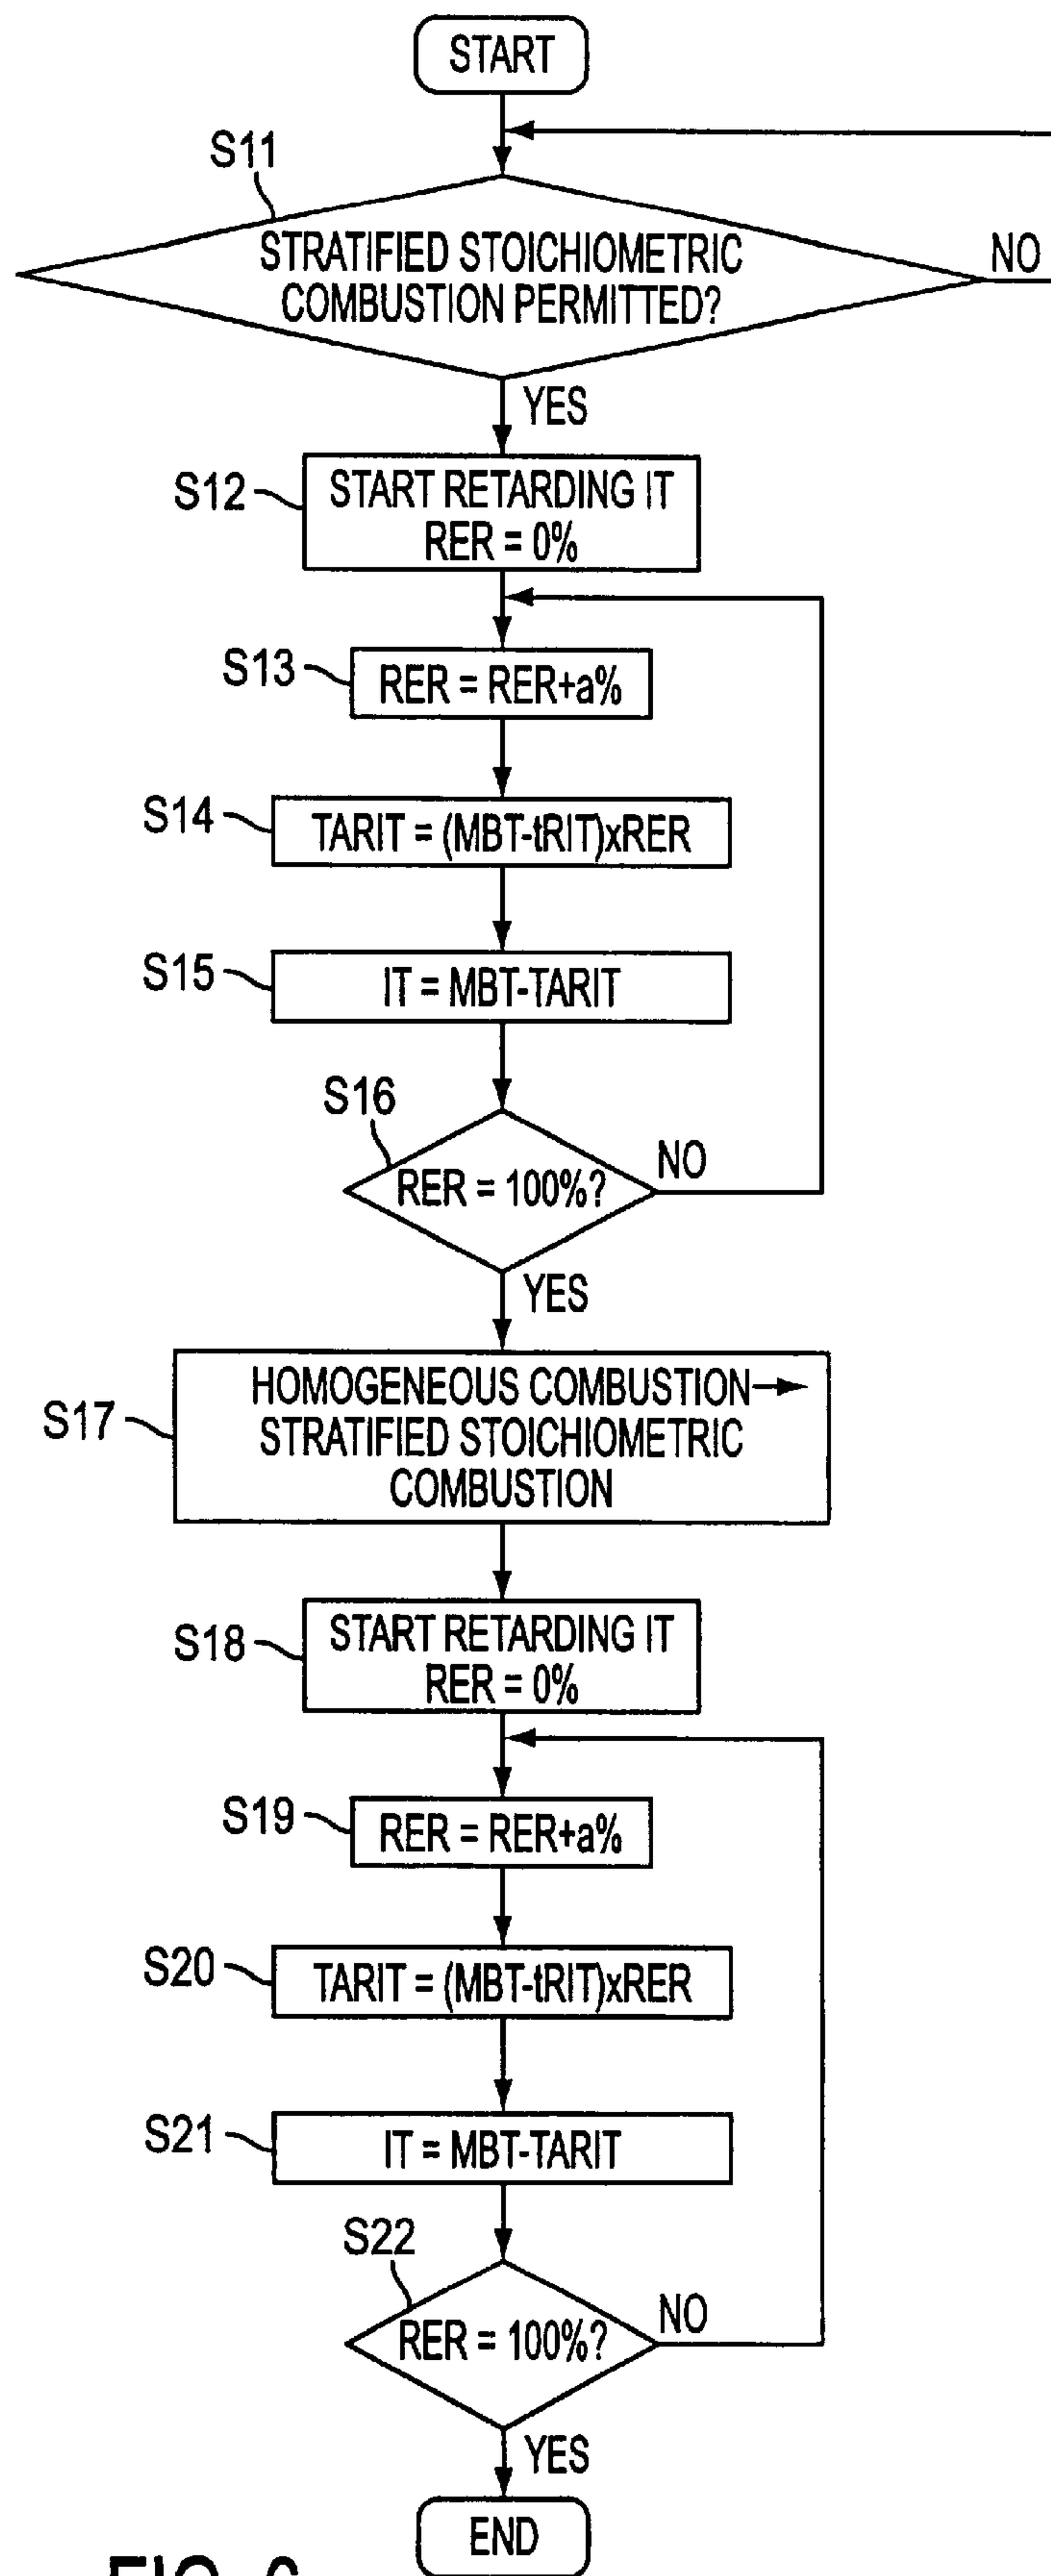 START
S11
STRATIFIED STOICHIOMETRIC
COMBUSTION PERMITTED?
NO
YES
S12
START RETARDING IT
RER = 0%
S13
RER = RER+a%
S14
TARIT = (MBT-tRIT)xRER
S15
IT = MBT-TARIT
S16
RER = 100%?
NO
YES
S17
HOMOGENEOUS COMBUSTION→
STRATIFIED STOICHIOMETRIC
COMBUSTION
S18
START RETARDING IT
RER = 0%
S19
RER = RER+a%
S20
TARIT = (MBT-tRIT)xRER
S21
IT = MBT-TARIT
S22
RER = 100%?
NO
YES
END
FIG. 6